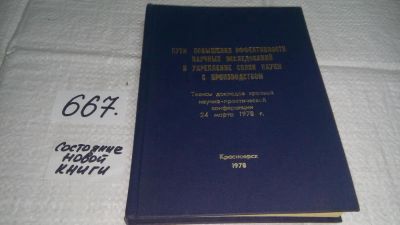 667.
состояние
новой
книги
ПУТИ ПОВЫШЕНИЯ ЭФФЕКТИВНОСТИ
НАУЧНЫХ ИССЛЕДОВАНИЙ
И УКРЕПЛЕНИЕ СВЯЗИ НАУКИ
С ПРОИЗВОДСТВОМ
Тезисы докладов краевой
научно-практической
конференции
24 марта 1978 г.
Красноярск
1978